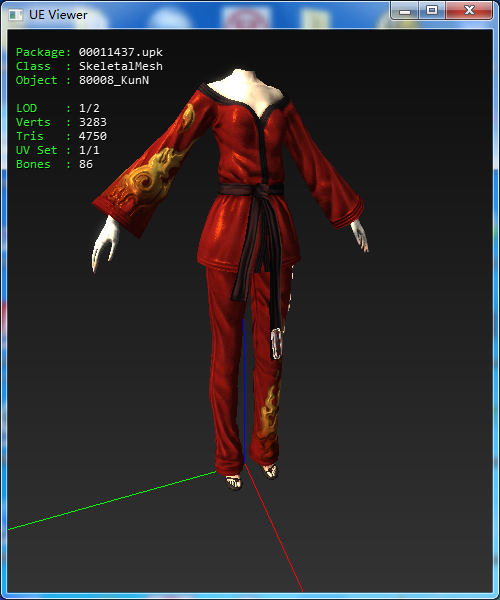 UE Viewer
Package: 00011437.upk
Class : SkeletalMesh
Object : 80008_KunN
LOD : 1/2
Verts : 3283
Tris : 4750
UV Set : 1/1
Bones : 86